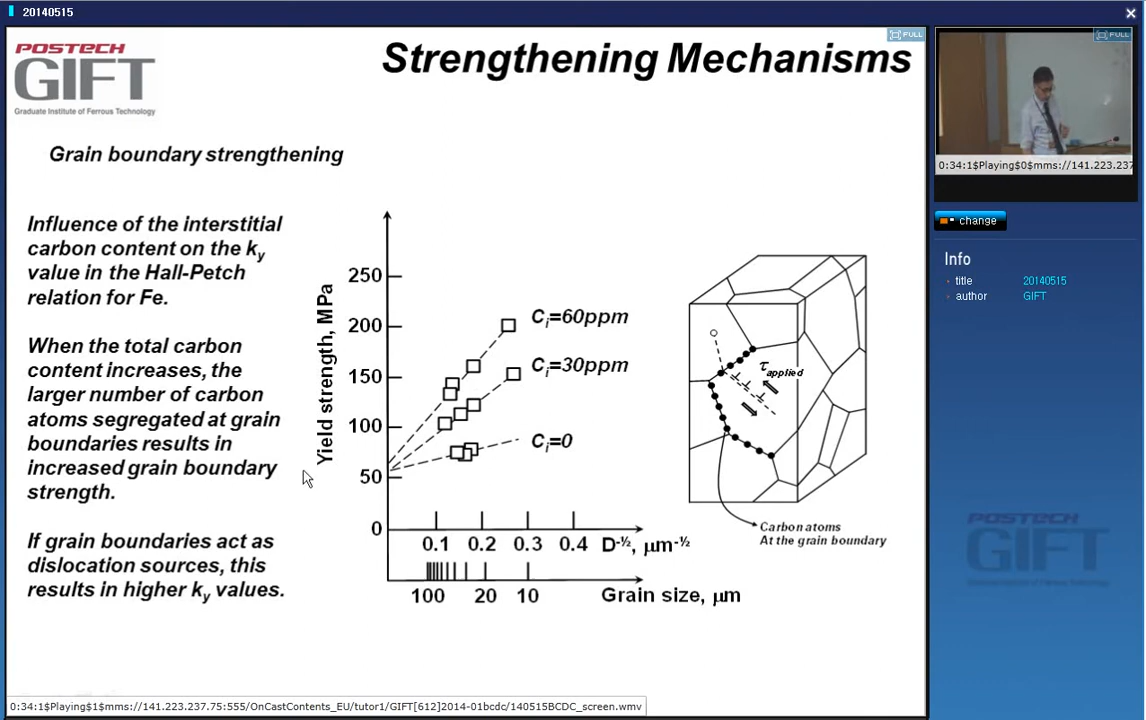 20140515
POSTECH
GIFT
Graduate Institute of Ferrous Technology
Strengthening Mechanisms
FULL
FULL
0:34:1$Playing$0$mms://141.223.237
change
Info
title 20140515
author GIFT
Grain boundary strengthening
Influence of the interstitial
carbon content on the ky
value in the Hall-Petch
relation for Fe.
When the total carbon
content increases, the
larger number of carbon
atoms segregated at grain
boundaries results in
increased grain boundary
strength.
If grain boundaries act as
dislocation sources, this
results in higher ky values.
Yield strength, MPa
250
200
150
100
50
0
Ci=60ppm
Ci=30ppm
Ci=0
0.1 0.2 0.3 0.4 D-½, μm-½
100 20 10 Grain size, μm
τapplied
Carbon atoms
At the grain boundary
POSTECH
GIFT
0:34:1$Playing$1$mms://141.223.237.75:555/OnCastContents_EU/tutor1/GIFT[612]2014-01bcdc/140515BCDC_screen.wmv